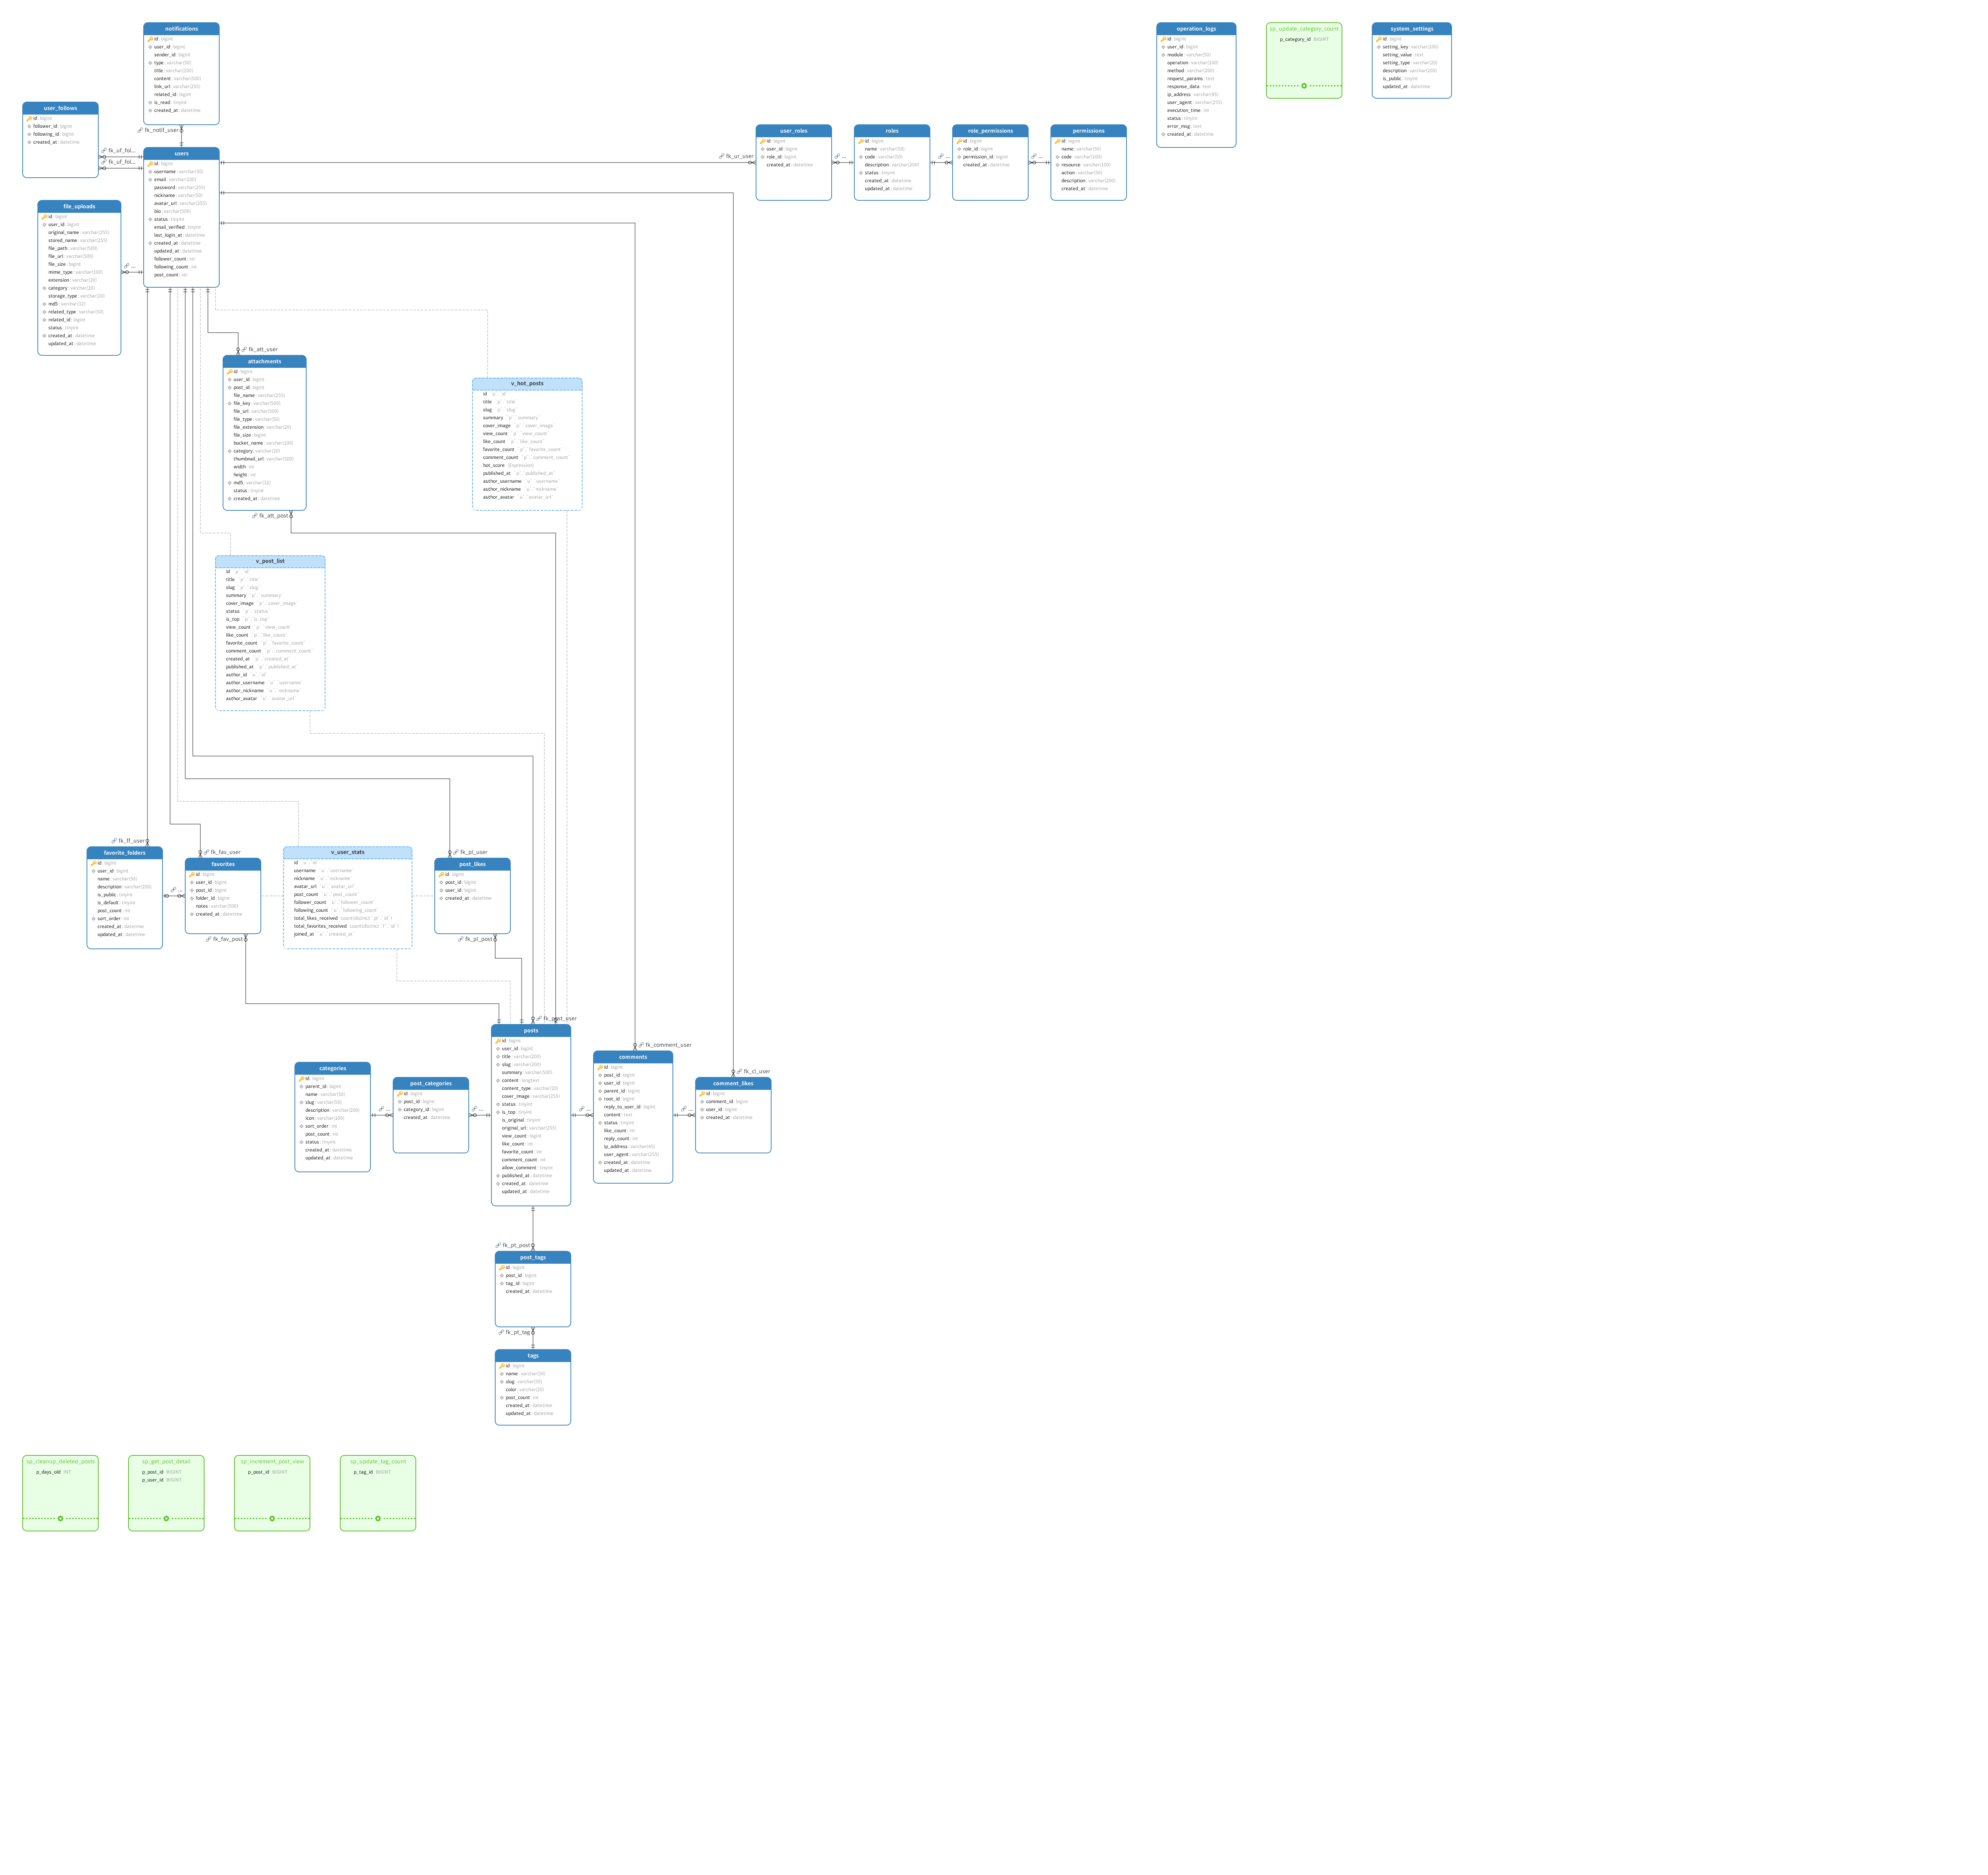 notifications
id : bigint
user_id : bigint
sender_id : bigint
type : varchar(50)
title : varchar(200)
content : varchar(500)
link_url : varchar(255)
related_id : bigint
is_read : tinyint
created_at : datetime
fk_notif_user
user_follows
id : bigint
follower_id : bigint
following_id : bigint
created_at : datetime
fk_uf_fol...
fk_uf_fol...
users
id : bigint
username : varchar(50)
email : varchar(100)
password : varchar(255)
nickname : varchar(50)
avatar_url : varchar(255)
bio : varchar(500)
status : tinyint
email_verified : tinyint
last_login_at : datetime
created_at : datetime
updated_at : datetime
follower_count : int
following_count : int
post_count : int
file_uploads
id : bigint
user_id : bigint
original_name : varchar(255)
stored_name : varchar(255)
file_path : varchar(500)
file_url : varchar(500)
file_size : bigint
mime_type : varchar(100)
extension : varchar(20)
category : varchar(20)
storage_type : varchar(20)
md5 : varchar(32)
related_type : varchar(50)
related_id : bigint
status : tinyint
created_at : datetime
updated_at : datetime
...
fk_ur_user
user_roles
id : bigint
user_id : bigint
role_id : bigint
created_at : datetime
...
roles
id : bigint
name : varchar(50)
code : varchar(50)
description : varchar(200)
status : tinyint
created_at : datetime
updated_at : datetime
...
role_permissions
id : bigint
role_id : bigint
permission_id : bigint
created_at : datetime
...
permissions
id : bigint
name : varchar(50)
code : varchar(100)
resource : varchar(100)
action : varchar(50)
description : varchar(200)
created_at : datetime
operation_logs
id : bigint
user_id : bigint
module : varchar(50)
operation : varchar(100)
method : varchar(200)
request_params : text
response_data : text
ip_address : varchar(45)
user_agent : varchar(255)
execution_time : int
status : tinyint
error_msg : text
created_at : datetime
sp_update_category_count
p_category_id BIGINT
system_settings
id : bigint
setting_key : varchar(100)
setting_value : text
setting_type : varchar(20)
description : varchar(200)
is_public : tinyint
updated_at : datetime
fk_att_user
attachments
id : bigint
user_id : bigint
post_id : bigint
file_name : varchar(255)
file_key : varchar(500)
file_url : varchar(500)
file_type : varchar(50)
file_extension : varchar(20)
file_size : bigint
bucket_name : varchar(100)
category : varchar(20)
thumbnail_url : varchar(500)
width : int
height : int
md5 : varchar(32)
status : tinyint
created_at : datetime
fk_att_post
v_hot_posts
id `p`.`id`
title `p`.`title`
slug `p`.`slug`
summary `p`.`summary`
cover_image `p`.`cover_image`
view_count `p`.`view_count`
like_count `p`.`like_count`
favorite_count `p`.`favorite_count`
comment_count `p`.`comment_count`
hot_score (Expression)
published_at `p`.`published_at`
author_username `u`.`username`
author_nickname `u`.`nickname`
author_avatar `u`.`avatar_url`
v_post_list
id `p`.`id`
title `p`.`title`
slug `p`.`slug`
summary `p`.`summary`
cover_image `p`.`cover_image`
status `p`.`status`
is_top `p`.`is_top`
view_count `p`.`view_count`
like_count `p`.`like_count`
favorite_count `p`.`favorite_count`
comment_count `p`.`comment_count`
created_at `p`.`created_at`
published_at `p`.`published_at`
author_id `u`.`id`
author_username `u`.`username`
author_nickname `u`.`nickname`
author_avatar `u`.`avatar_url`
fk_ff_user
favorite_folders
id : bigint
user_id : bigint
name : varchar(50)
description : varchar(200)
is_public : tinyint
is_default : tinyint
post_count : int
sort_order : int
created_at : datetime
updated_at : datetime
...
fk_fav_user
favorites
id : bigint
user_id : bigint
post_id : bigint
folder_id : bigint
notes : varchar(500)
created_at : datetime
fk_fav_post
v_user_stats
id `u`.`id`
username `u`.`username`
nickname `u`.`nickname`
avatar_url `u`.`avatar_url`
post_count `u`.`post_count`
follower_count `u`.`follower_count`
following_count `u`.`following_count`
total_likes_received count(distinct `pl`.`id`)
total_favorites_received count(distinct `f`.`id`)
joined_at `u`.`created_at`
fk_pl_user
post_likes
id : bigint
post_id : bigint
user_id : bigint
created_at : datetime
fk_pl_post
categories
id : bigint
parent_id : bigint
name : varchar(50)
slug : varchar(50)
description : varchar(200)
icon : varchar(100)
sort_order : int
post_count : int
status : tinyint
created_at : datetime
updated_at : datetime
...
post_categories
id : bigint
post_id : bigint
category_id : bigint
created_at : datetime
...
fk_post_user
posts
id : bigint
user_id : bigint
title : varchar(200)
slug : varchar(200)
summary : varchar(500)
content : longtext
content_type : varchar(20)
cover_image : varchar(255)
status : tinyint
is_top : tinyint
is_original : tinyint
original_url : varchar(255)
view_count : bigint
like_count : int
favorite_count : int
comment_count : int
allow_comment : tinyint
published_at : datetime
created_at : datetime
updated_at : datetime
...
fk_comment_user
comments
id : bigint
post_id : bigint
user_id : bigint
parent_id : bigint
root_id : bigint
reply_to_user_id : bigint
content : text
status : tinyint
like_count : int
reply_count : int
ip_address : varchar(45)
user_agent : varchar(255)
created_at : datetime
updated_at : datetime
...
fk_cl_user
comment_likes
id : bigint
comment_id : bigint
user_id : bigint
created_at : datetime
fk_pt_post
post_tags
id : bigint
post_id : bigint
tag_id : bigint
created_at : datetime
fk_pt_tag
tags
id : bigint
name : varchar(50)
slug : varchar(50)
color : varchar(20)
post_count : int
created_at : datetime
updated_at : datetime
sp_cleanup_deleted_posts
p_days_old INT
sp_get_post_detail
p_post_id BIGINT
p_user_id BIGINT
sp_increment_post_view
p_post_id BIGINT
sp_update_tag_count
p_tag_id BIGINT